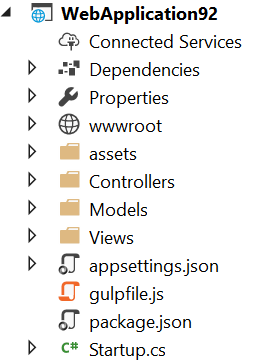 WebApplication92
Connected Services
Dependencies
Properties
wwwroot
assets
Controllers
Models
Views
appsettings.json
gulpfile.js
package.json
C# Startup.cs